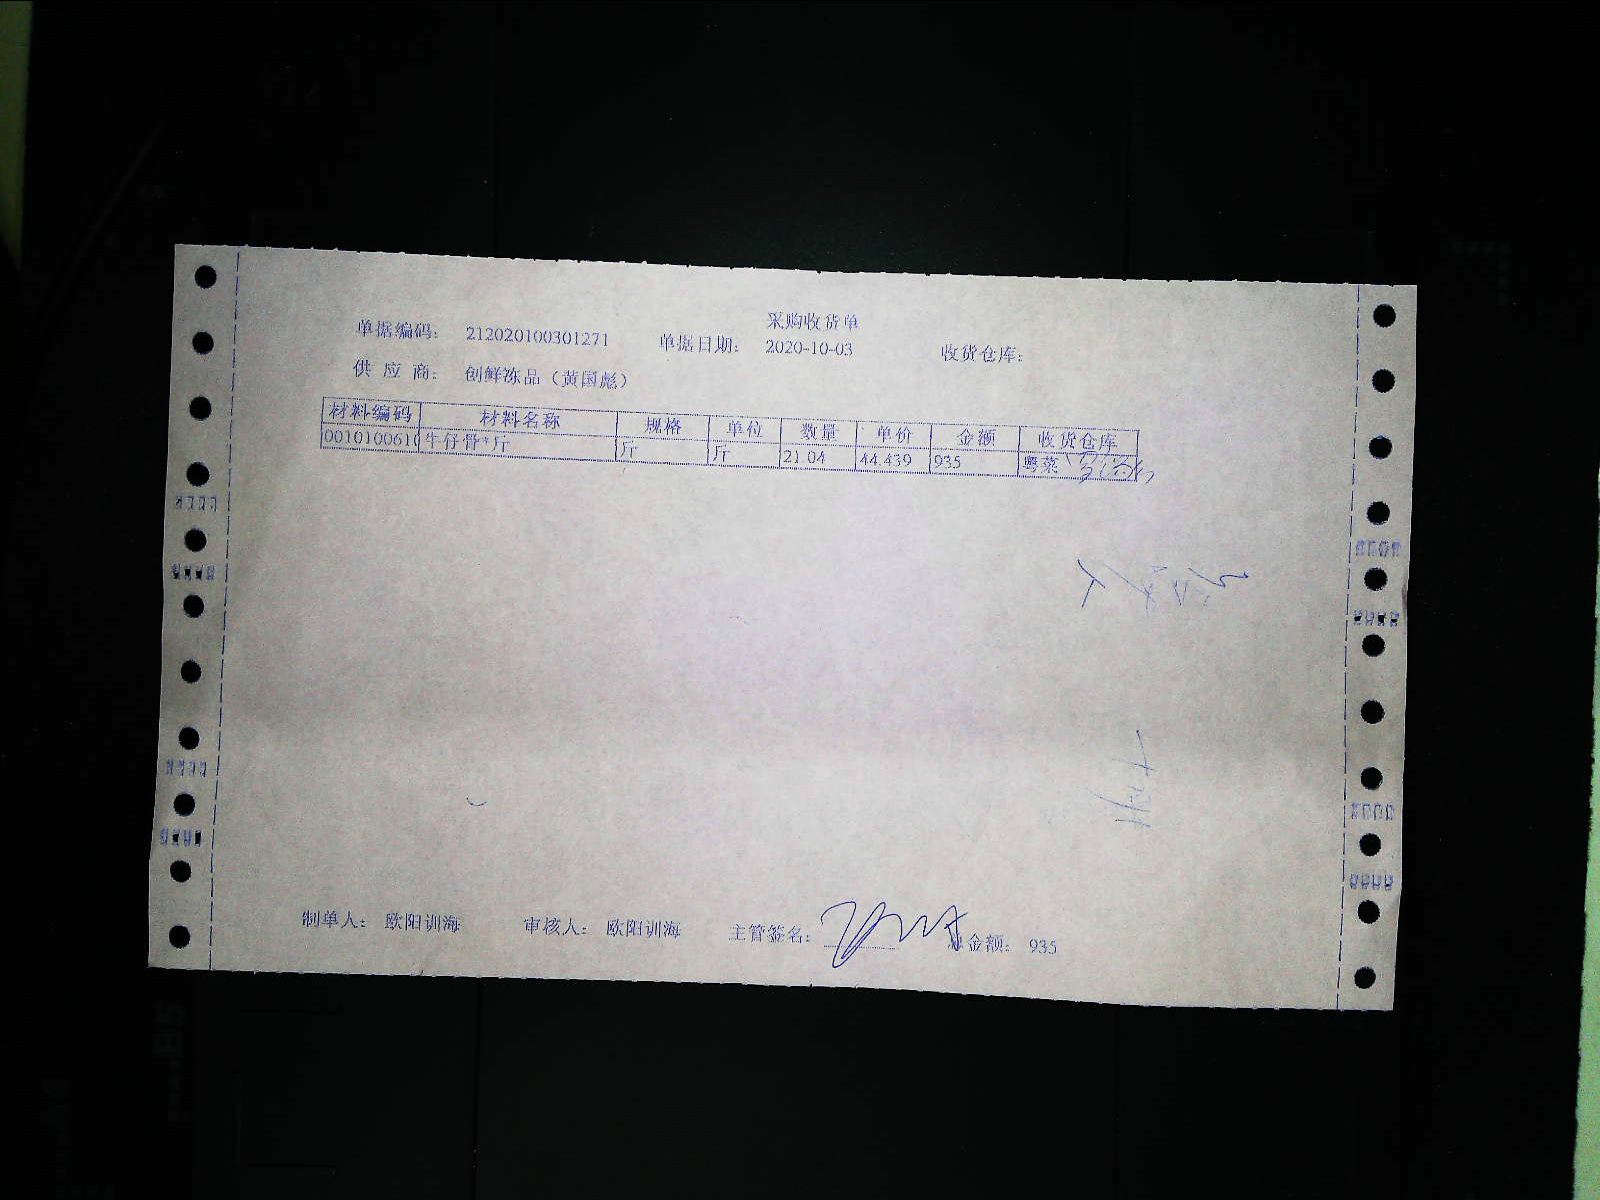 采购收货单
单据编码： 212020100301271 单据日期： 2020-10-03 收货仓库：
供 应 商： 创鲜冻品（黄国彪）
材料编码 材料名称 规格 单位 数量 单价 金额 收货仓库
0010100610 牛仔骨*斤 斤 斤 21.04 44.439 935 粤菜
制单人： 欧阳训海 审核人： 欧阳训海 主管签名： 总金额： 935